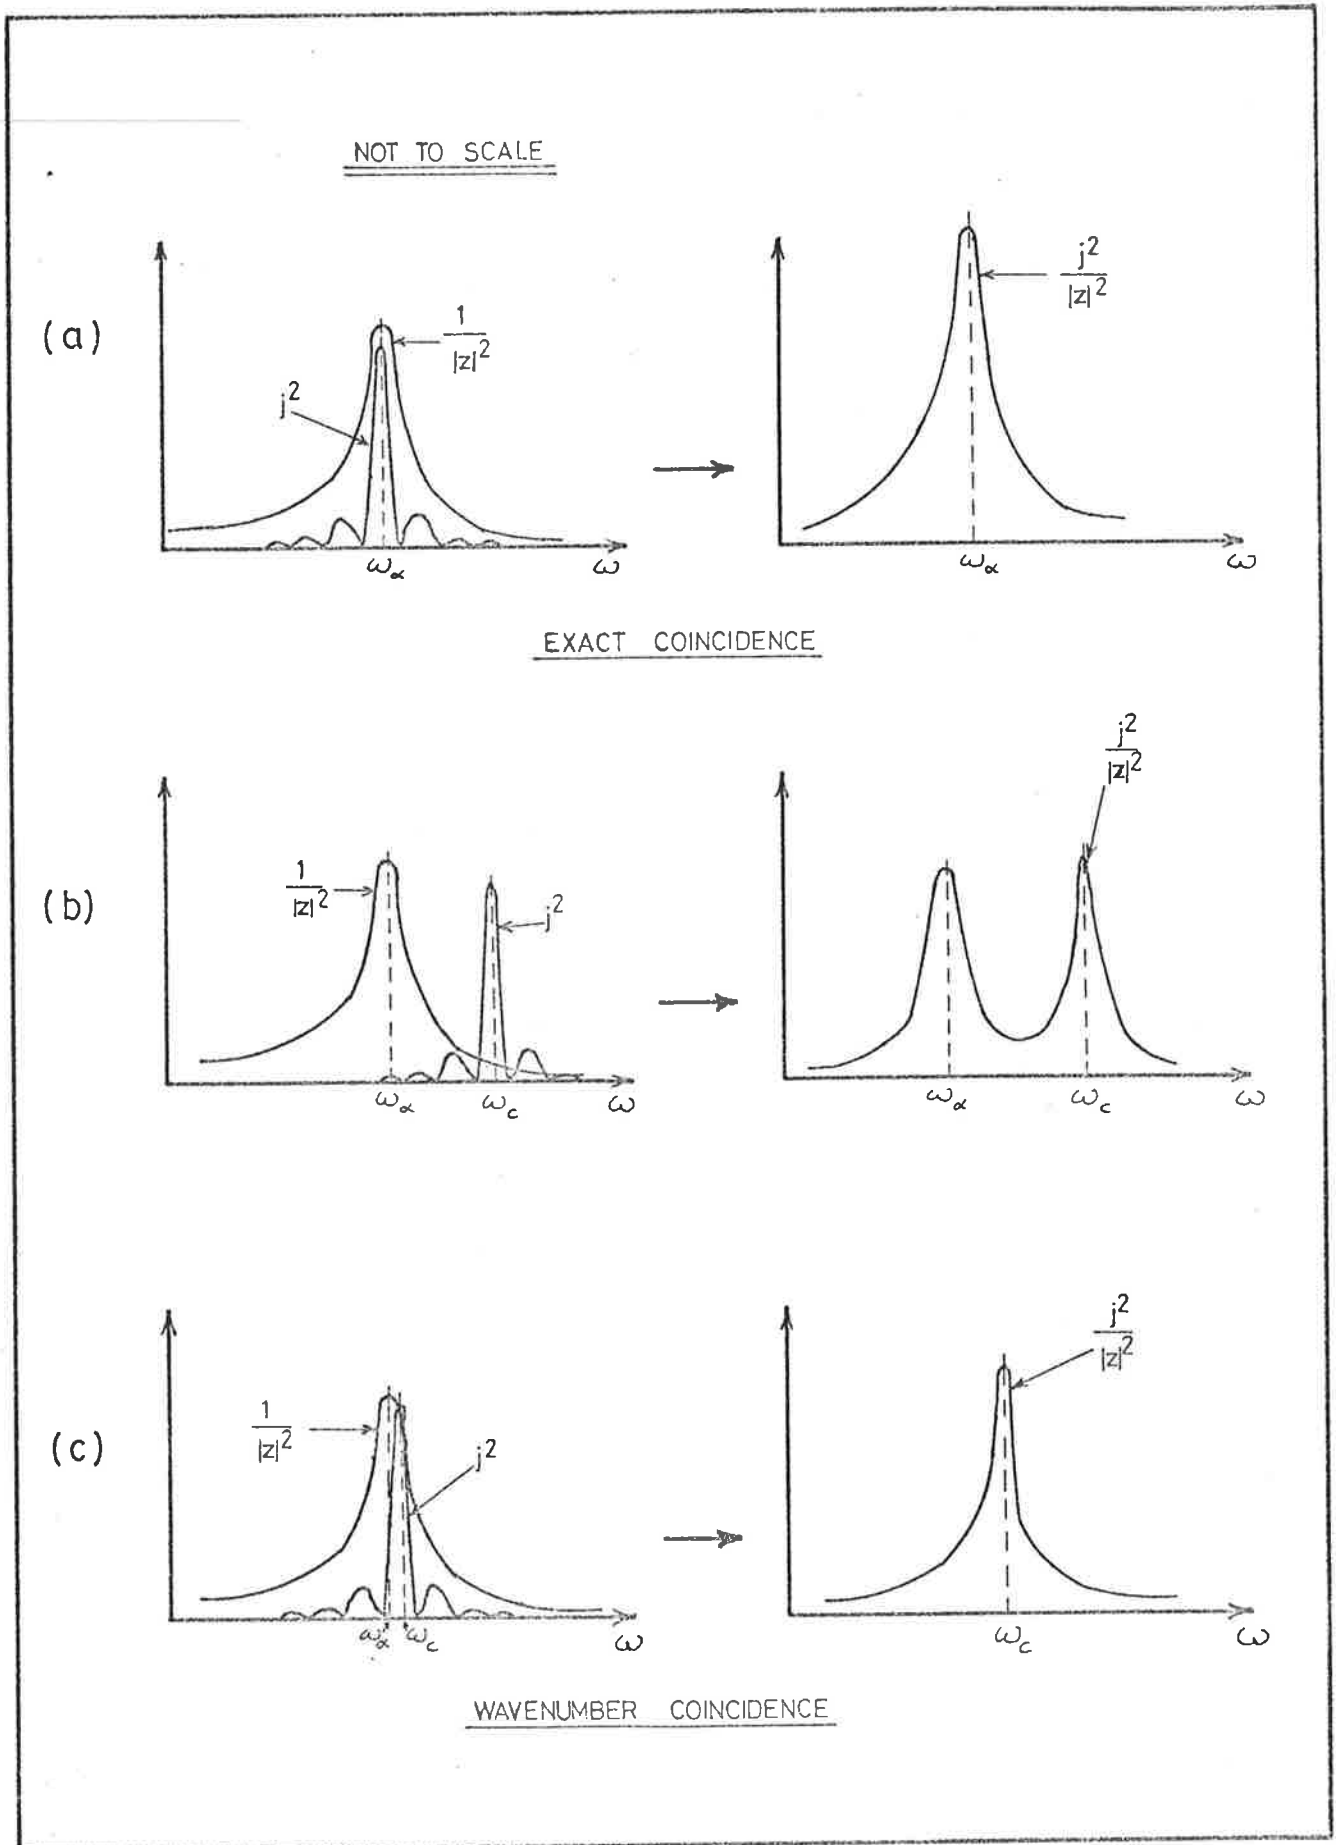 NOT TO SCALE
(a)
j²
1/|z|²
ω_α
ω
j²/|z|²
ω_α
ω
EXACT COINCIDENCE
(b)
1/|z|²
j²
ω_α
ω_c
ω
j²/|z|²
ω_α
ω_c
ω
(c)
1/|z|²
j²
ω_α
ω_c
ω
j²/|z|²
ω_c
ω
WAVENUMBER COINCIDENCE